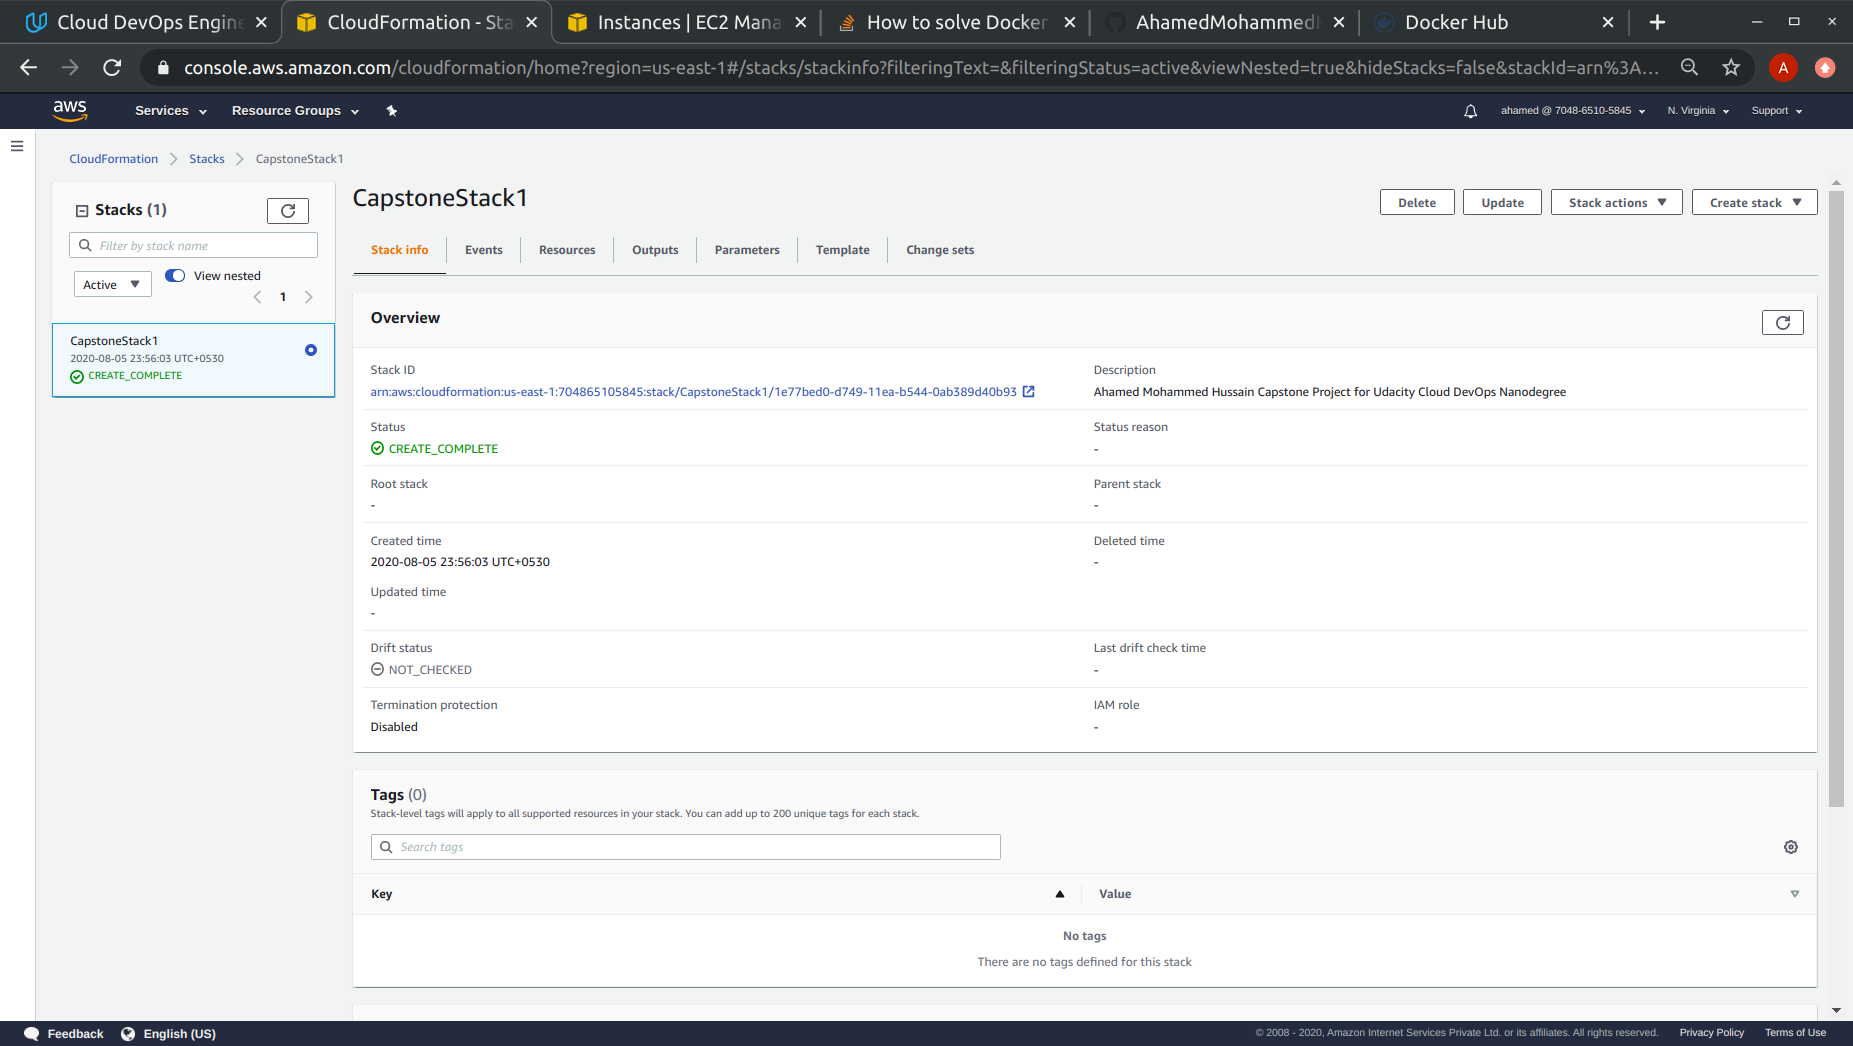 Cloud DevOps Engine
CloudFormation - Sta
Instances | EC2 Mana
How to solve Docker
AhamedMohammedH
Docker Hub
console.aws.amazon.com/cloudformation/home?region=us-east-1#/stacks/stackinfo?filteringText=&filteringStatus=active&viewNested=true&hideStacks=false&stackId=arn%3A...
A
aws
Services
Resource Groups
ahamed @ 7048-6510-5845
N. Virginia
Support
CloudFormation
Stacks
CapstoneStack1
Stacks (1)
Filter by stack name
Active
View nested
1
CapstoneStack1
2020-08-05 23:56:03 UTC+0530
CREATE_COMPLETE
CapstoneStack1
Delete
Update
Stack actions
Create stack
Stack info
Events
Resources
Outputs
Parameters
Template
Change sets
Overview
Stack ID
arn:aws:cloudformation:us-east-1:704865105845:stack/CapstoneStack1/1e77bed0-d749-11ea-b544-0ab389d40b93
Description
Ahamed Mohammed Hussain Capstone Project for Udacity Cloud DevOps Nanodegree
Status
CREATE_COMPLETE
Status reason
-
Root stack
-
Parent stack
-
Created time
2020-08-05 23:56:03 UTC+0530
Deleted time
-
Updated time
-
Drift status
NOT_CHECKED
Last drift check time
-
Termination protection
Disabled
IAM role
-
Tags (0)
Stack-level tags will apply to all supported resources in your stack. You can add up to 200 unique tags for each stack.
Search tags
Key
Value
No tags
There are no tags defined for this stack
Feedback
English (US)
© 2008 - 2020, Amazon Internet Services Private Ltd. or its affiliates. All rights reserved.
Privacy Policy
Terms of Use